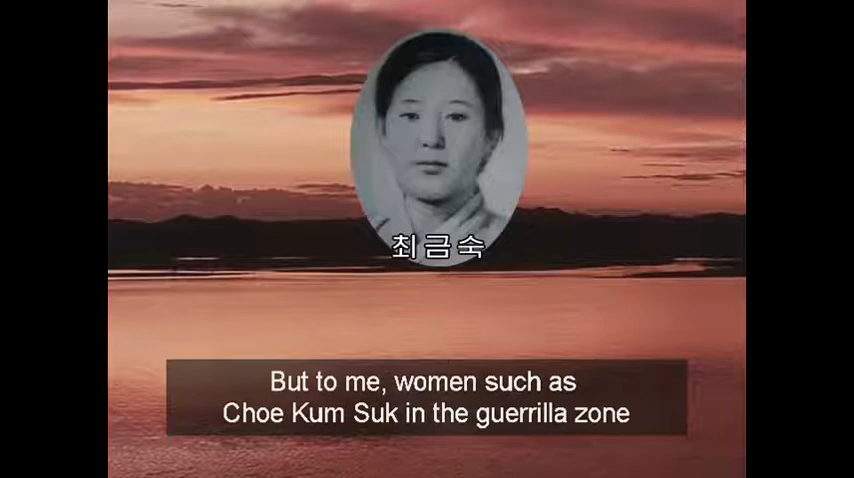 최금숙
But to me, women such as
Choe Kum Suk in the guerrilla zone